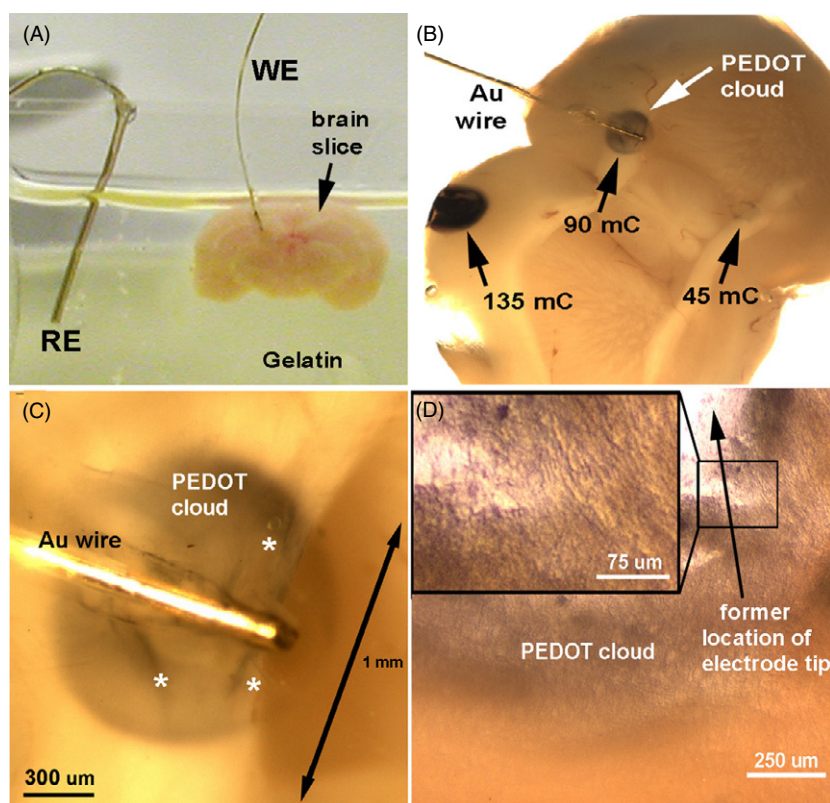 (A)
WE
brain
slice
RE
Gelatin
(B)
PEDOT
cloud
Au
wire
90 mC
135 mC
45 mC
(C)
PEDOT
cloud
Au wire
*
*
*
1 mm
300 um
(D)
75 um
former
location of
electrode tip
PEDOT cloud
250 um